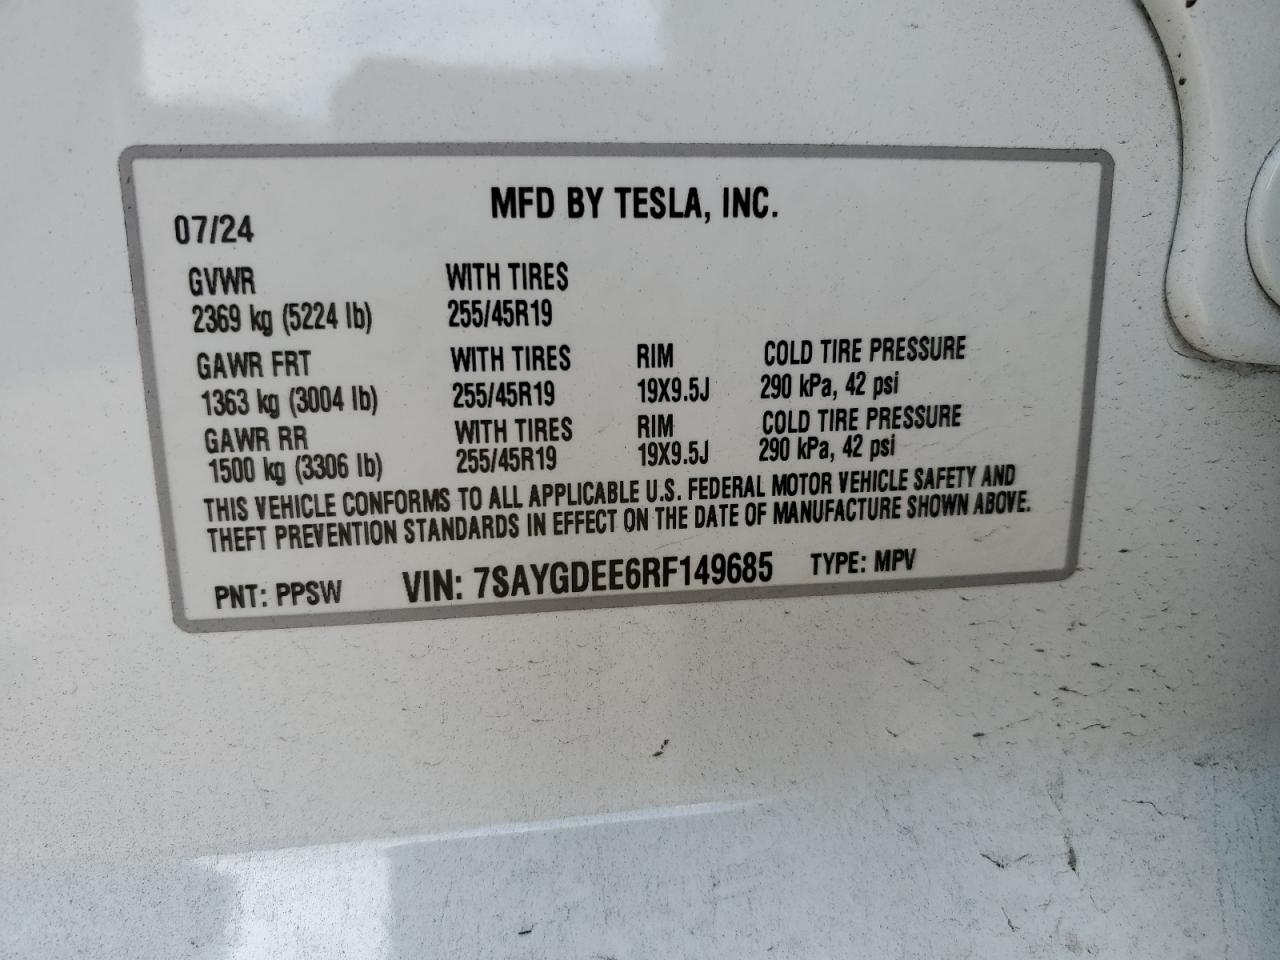 MFD BY TESLA, INC.
07/24
GVWR WITH TIRES
2369 kg (5224 lb) 255/45R19
GAWR FRT WITH TIRES RIM COLD TIRE PRESSURE
1363 kg (3004 lb) 255/45R19 19X9.5J 290 kPa, 42 psi
GAWR RR WITH TIRES RIM COLD TIRE PRESSURE
1500 kg (3306 lb) 255/45R19 19X9.5J 290 kPa, 42 psi
THIS VEHICLE CONFORMS TO ALL APPLICABLE U.S. FEDERAL MOTOR VEHICLE SAFETY AND
THEFT PREVENTION STANDARDS IN EFFECT ON THE DATE OF MANUFACTURE SHOWN ABOVE.
PNT: PPSW VIN: 7SAYGDEE6RF149685 TYPE: MPV